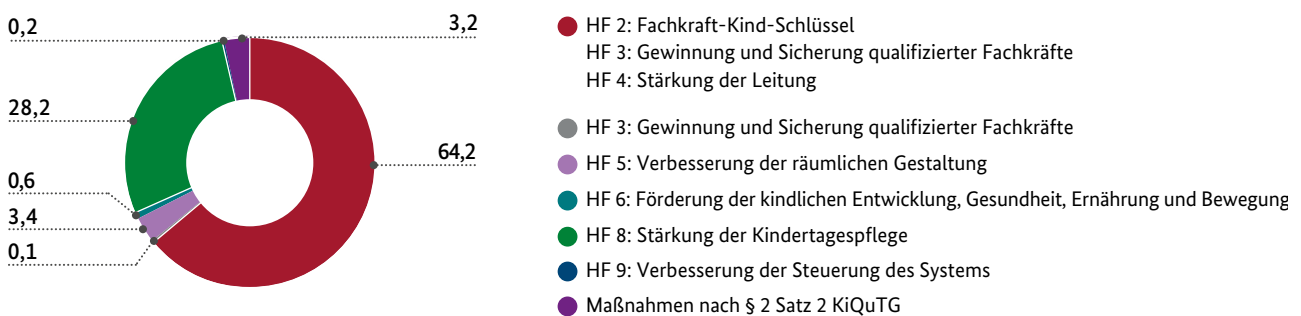 0,2
3,2
28,2
64,2
0,6
3,4
0,1
HF 2: Fachkraft-Kind-Schlüssel
HF 3: Gewinnung und Sicherung qualifizierter Fachkräfte
HF 4: Stärkung der Leitung
HF 3: Gewinnung und Sicherung qualifizierter Fachkräfte
HF 5: Verbesserung der räumlichen Gestaltung
HF 6: Förderung der kindlichen Entwicklung, Gesundheit, Ernährung und Bewegung
HF 8: Stärkung der Kindertagespflege
HF 9: Verbesserung der Steuerung des Systems
Maßnahmen nach § 2 Satz 2 KiQuTG